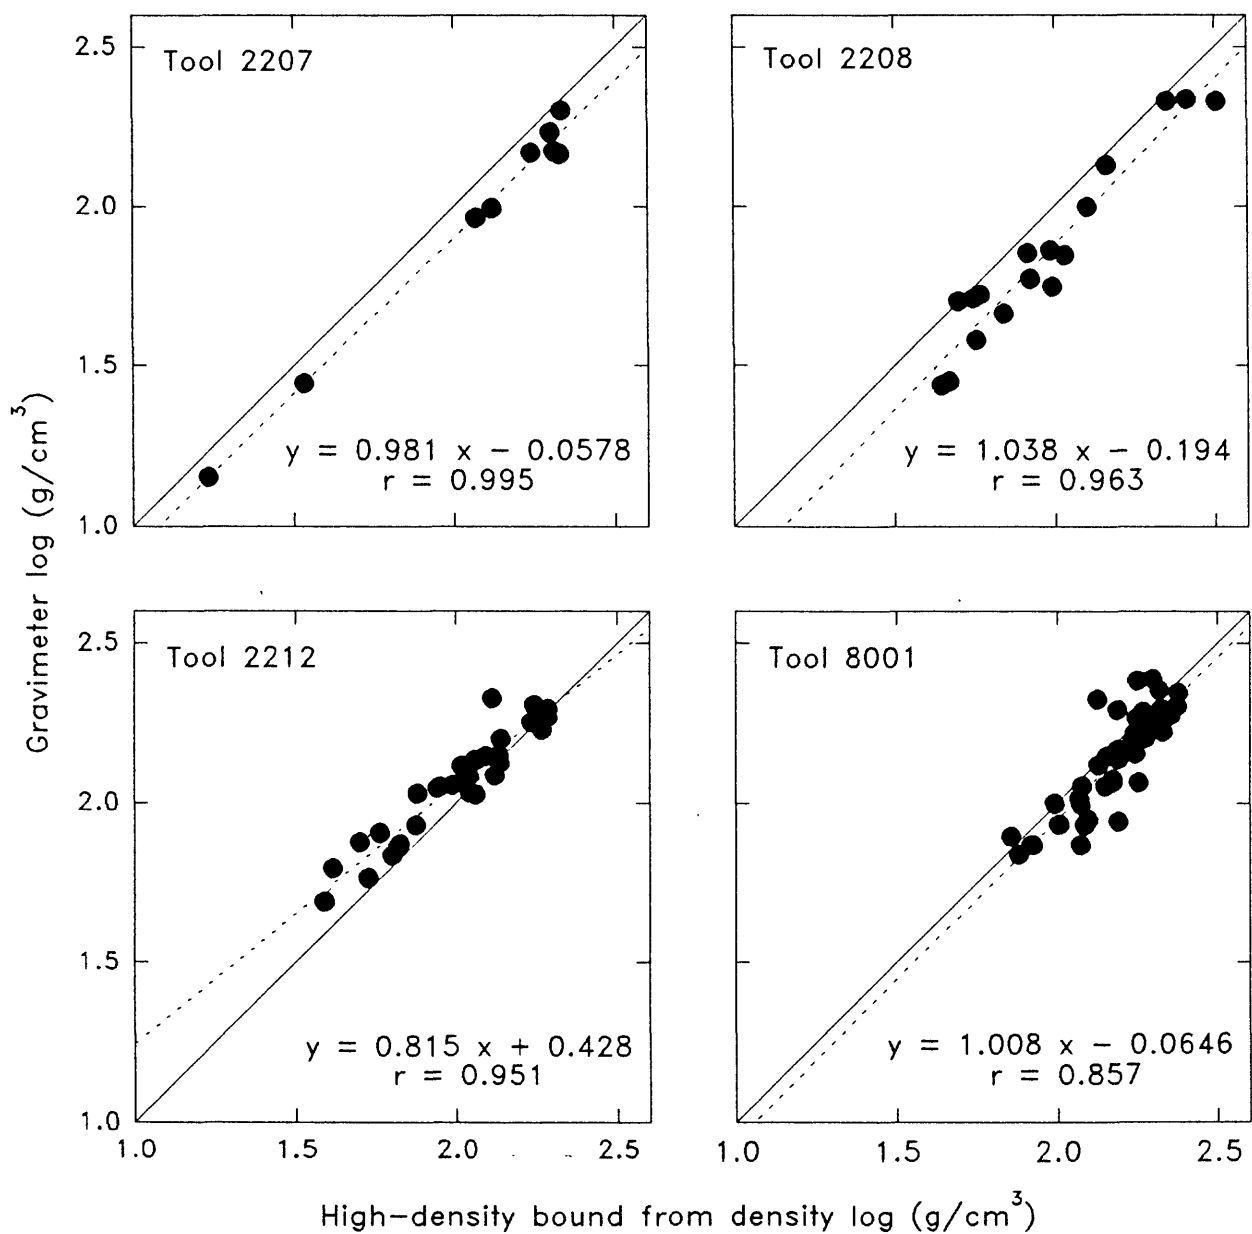 Gravimeter log (g/cm³)
Tool 2207
2.5
2.0
1.5
1.0
y = 0.981 x − 0.0578
r = 0.995
Tool 2208
y = 1.038 x − 0.194
r = 0.963
Tool 2212
2.5
2.0
1.5
1.0
y = 0.815 x + 0.428
r = 0.951
1.0 1.5 2.0 2.5
Tool 8001
y = 1.008 x − 0.0646
r = 0.857
1.0 1.5 2.0 2.5
High−density bound from density log (g/cm³)